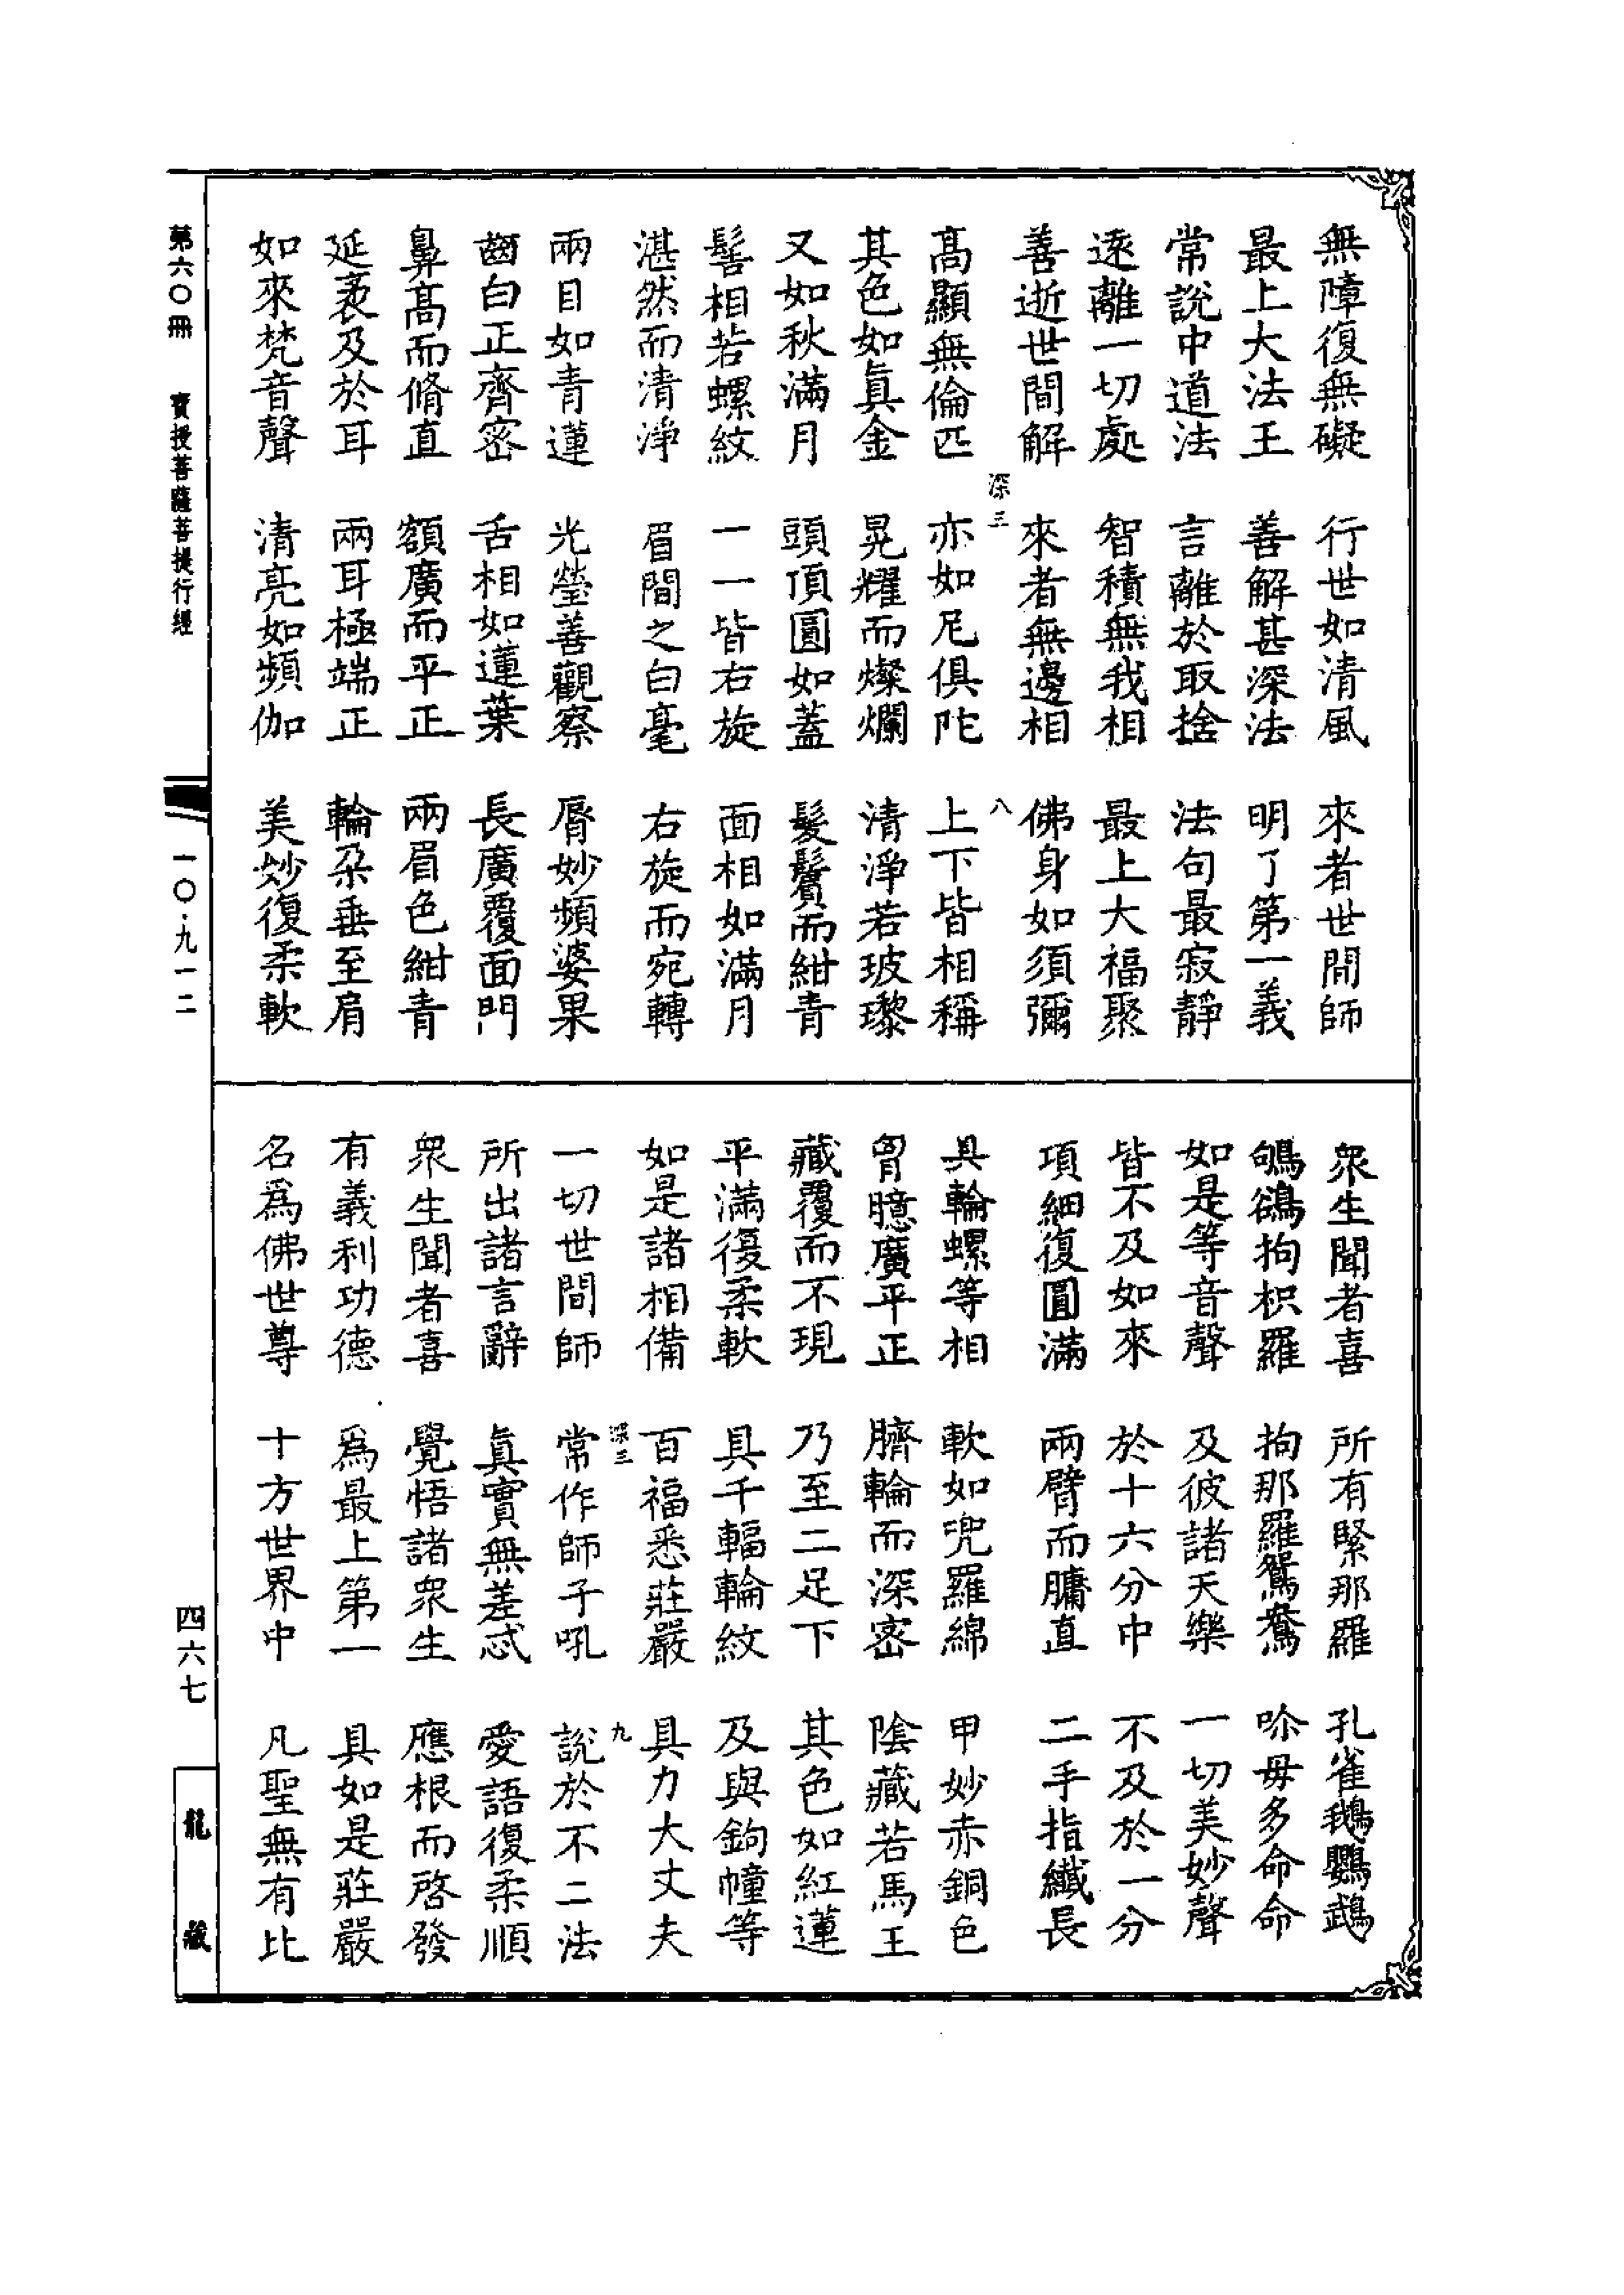 無障復無礙　行世如清風　來者世間師
最上大法王　善解甚深法　明了第一義
常說中道法　言離於取捨　法句最寂靜
逺離一切處　智積無我相　最上大福聚
善逝世間解　來者無邊相　佛身如須彌
深三　八
高顯無倫匹　亦如尼俱陀　上下皆相稱
其色如眞金　晃耀而燦爛　清淨若玻瓈
又如秋滿月　頭頂圓如蓋　髮鬢而紺青
髻相若螺紋　一一皆右旋　面相如滿月
湛然而清淨　眉間之白毫　右旋而宛轉
兩目如青蓮　光瑩善觀察　脣妙頻婆果
齒白正齊密　舌相如蓮葉　長廣覆面門
鼻高而脩直　額廣而平正　兩眉色紺青
延袤及於耳　兩耳極端正　輪朶垂至肩
如來梵音聲　清亮如頻伽　美妙復柔軟
衆生聞者喜　所有緊那羅　孔雀鵝鸚鵡
鴝鵒拘枳羅　拘那羅鴛鴦　喻毋多命命
如是等音聲　及彼諸天樂　一切美妙聲
皆不及如來　於十六分中　不及於一分
項細復圓滿　兩臂而臃直　二手指纖長
具輪螺等相　軟如兜羅綿　甲妙赤銅色
胷臆廣平正　臍輪而深密　陰藏若馬王
藏覆而不現　乃至二足下　其色如紅蓮
平滿復柔軟　具千輻輪紋　及與鉤幢等
如是諸相備　百福悉莊嚴　具力大丈夫
深三　九
一切世間師　常作師子吼　說於不二法
所出諸言辭　眞實無差忒　愛語復柔順
衆生聞者喜　覺悟諸衆生　應根而啓發
有義利功德　爲最上第一　具如是莊嚴
名爲佛世尊　十方世界中　凡聖無有比
第六〇冊　寶授菩薩菩提行經　一〇·九一二　四六七　龍藏